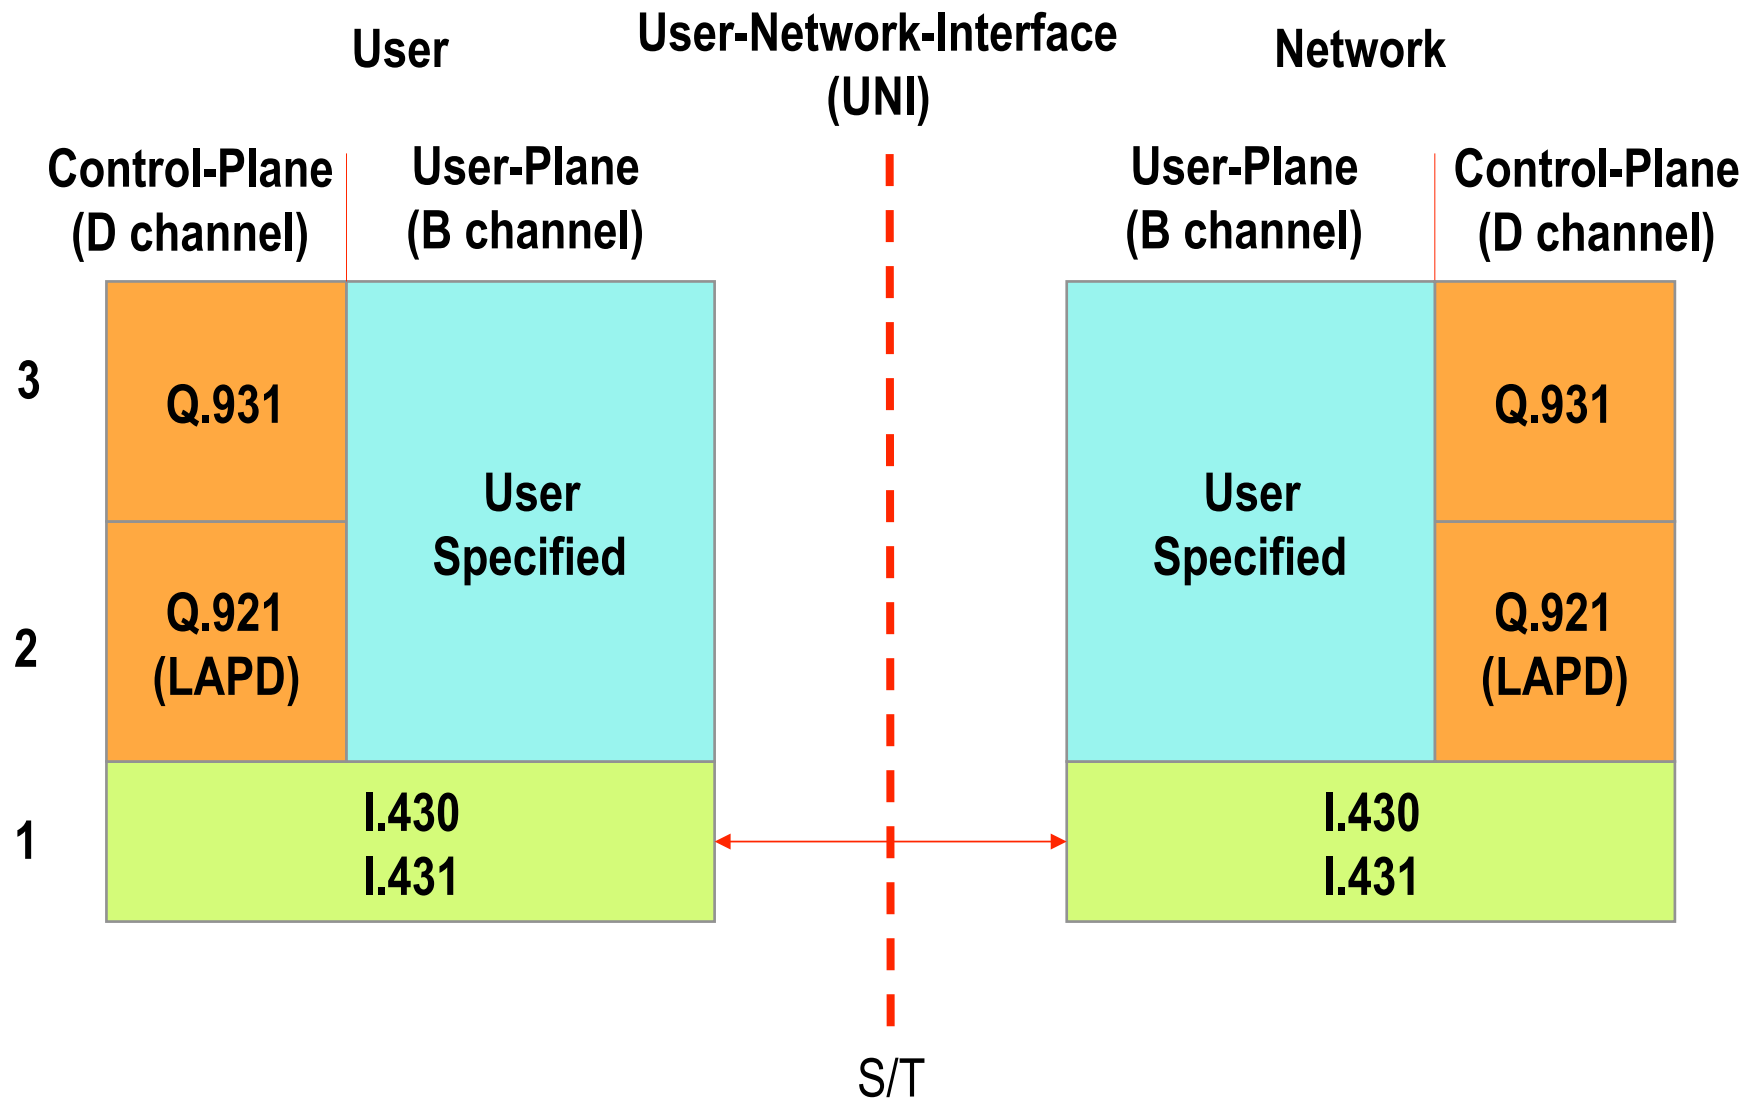 User
User-Network-Interface
(UNI)
Network
Control-Plane
(D channel)
User-Plane
(B channel)
User-Plane
(B channel)
Control-Plane
(D channel)
3
Q.931
User
Specified
User
Specified
Q.931
2
Q.921
(LAPD)
Q.921
(LAPD)
1
I.430
I.431
I.430
I.431
S/T